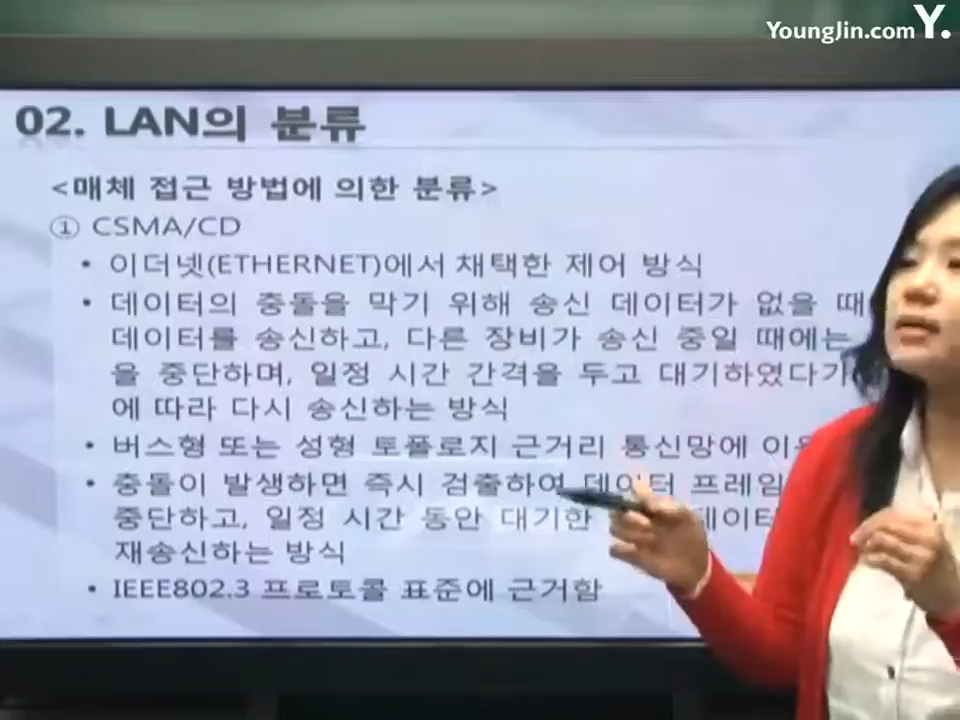 YoungJin.com Y.
02. LAN의 분류
<매체 접근 방법에 의한 분류>
① CSMA/CD
• 이더넷(ETHERNET)에서 채택한 제어 방식
• 데이터의 충돌을 막기 위해 송신 데이터가 없을 때
데이터를 송신하고, 다른 장비가 송신 중일 때에는
을 중단하며, 일정 시간 간격을 두고 대기하였다가
에 따라 다시 송신하는 방식
• 버스형 또는 성형 토폴로지 근거리 통신망에
충돌이 발생하면 즉시 검출하여 데이터 프레임
중단하고, 일정 시간 동안 대기한 데이터
재송신하는 방식
• IEEE802.3 프로토콜 표준에 근거함